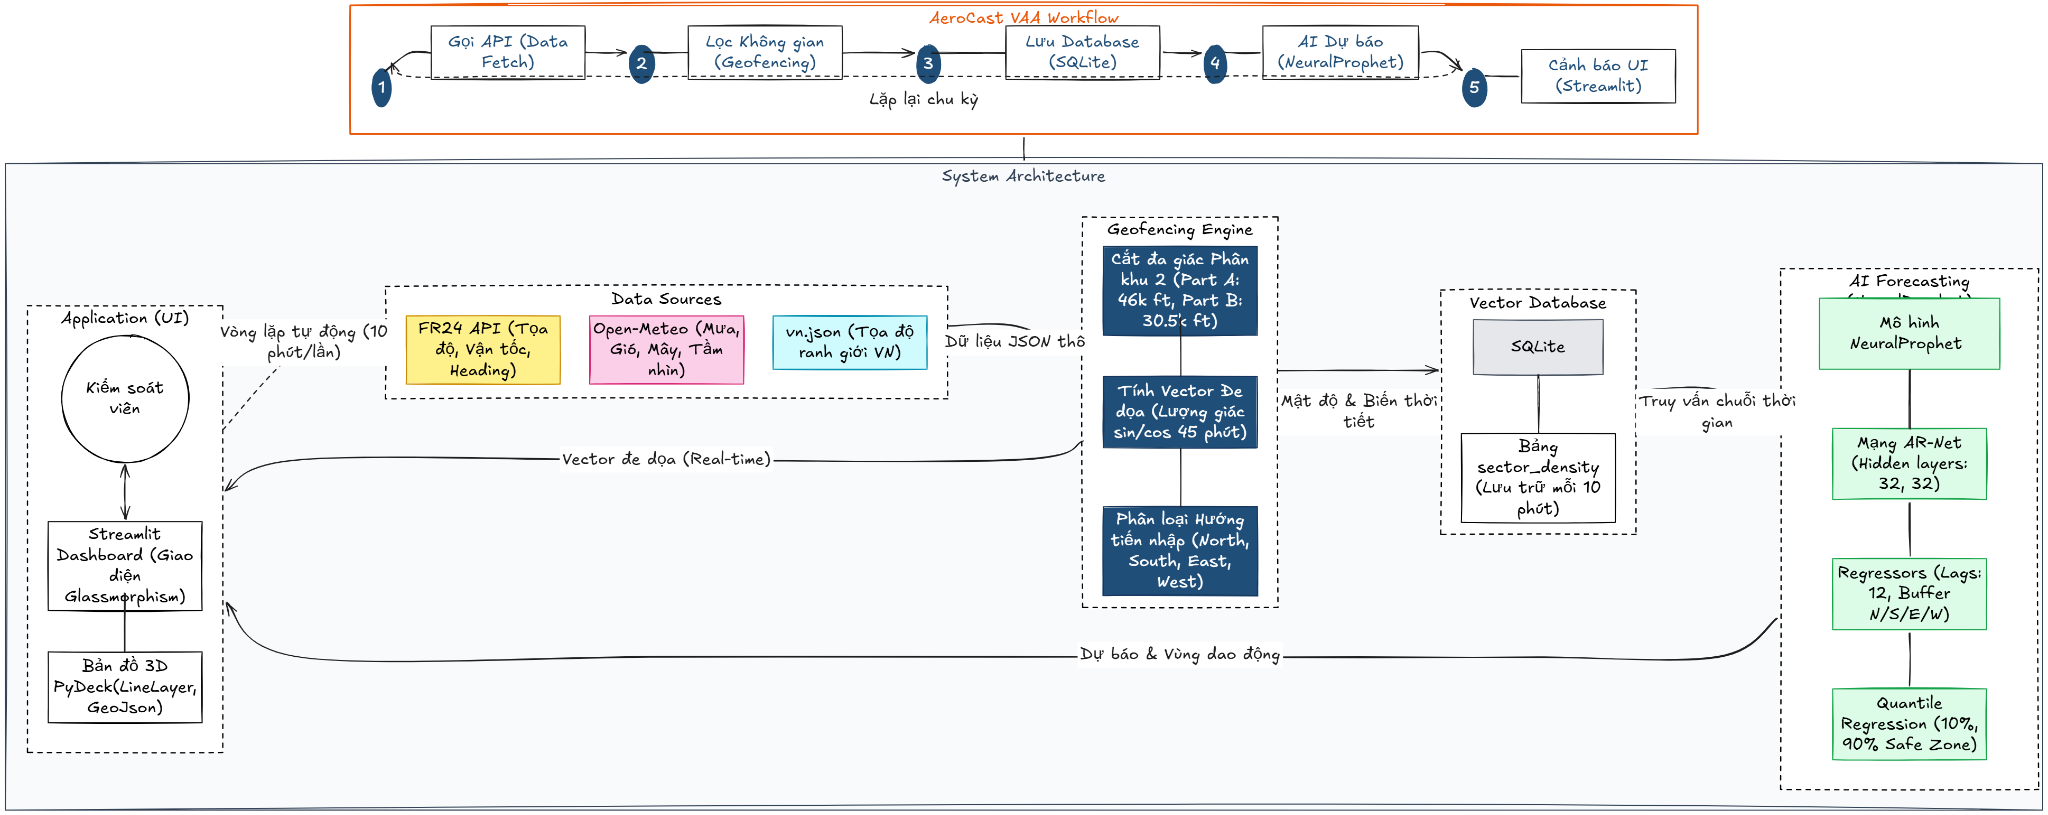 AeroCast VAA Workflow
1
Gọi API (Data
Fetch)
2
Lọc Không gian
(Geofencing)
3
Lưu Database
(SQLite)
4
AI Dự báo
(NeuralProphet)
5
Cảnh báo UI
(Streamlit)
Lặp lại chu kỳ
System Architecture
Application (UI)
Kiểm soát
viên
Streamlit
Dashboard (Giao
diện
Glassmorphism)
Bản đồ 3D
PyDeck(LineLayer,
GeoJson)
Vòng lặp tự động (10
phút/lần)
Data Sources
FR24 API (Tọa
độ, Vận tốc,
Heading)
Open-Meteo (Mưa,
Gió, Mây, Tầm
nhìn)
vn.json (Tọa độ
ranh giới VN)
Dữ liệu JSON thô
Geofencing Engine
Cắt đa giác Phân
khu 2 (Part A:
46k ft, Part B:
30.5k ft)
Tính Vector Đe
dọa (Lượng giác
sin/cos 45 phút)
Phân loại Hướng
tiến nhập (North,
South, East,
West)
Mật độ & Biến thời
tiết
Vector Database
SQLite
Bảng
sector_density
(Lưu trữ mỗi 10
phút)
Truy vấn chuỗi thời
gian
AI Forecasting
Mô hình
NeuralProphet
Mạng AR-Net
(Hidden layers:
32, 32)
Regressors (Lags:
12, Buffer
N/S/E/W)
Quantile
Regression (10%,
90% Safe Zone)
Vector đe dọa (Real-time)
Dự báo & Vùng dao động